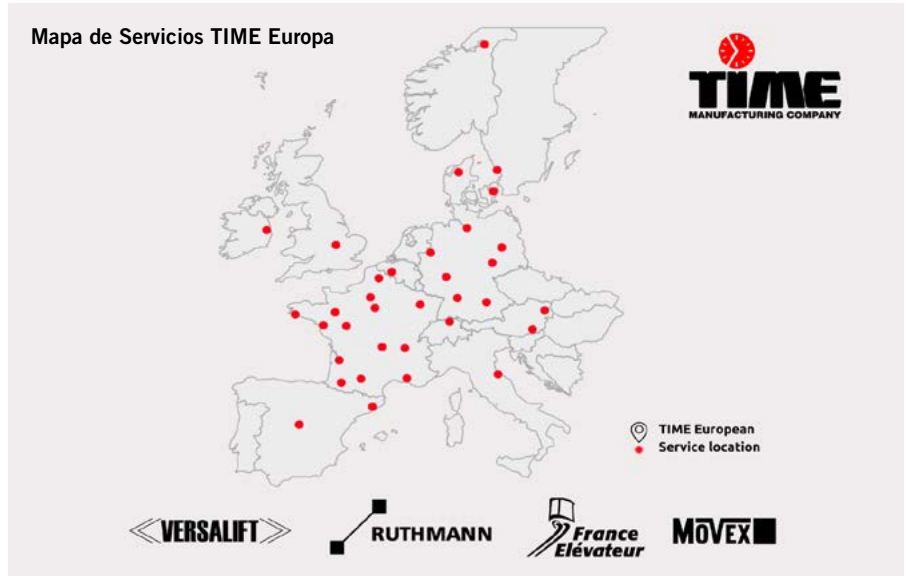 Mapa de Servicios TIME Europa
TIME
MANUFACTURING COMPANY
TIME European
Service location
VERSALIFT
RUTHMANN
France
Elévateur
MOVEX